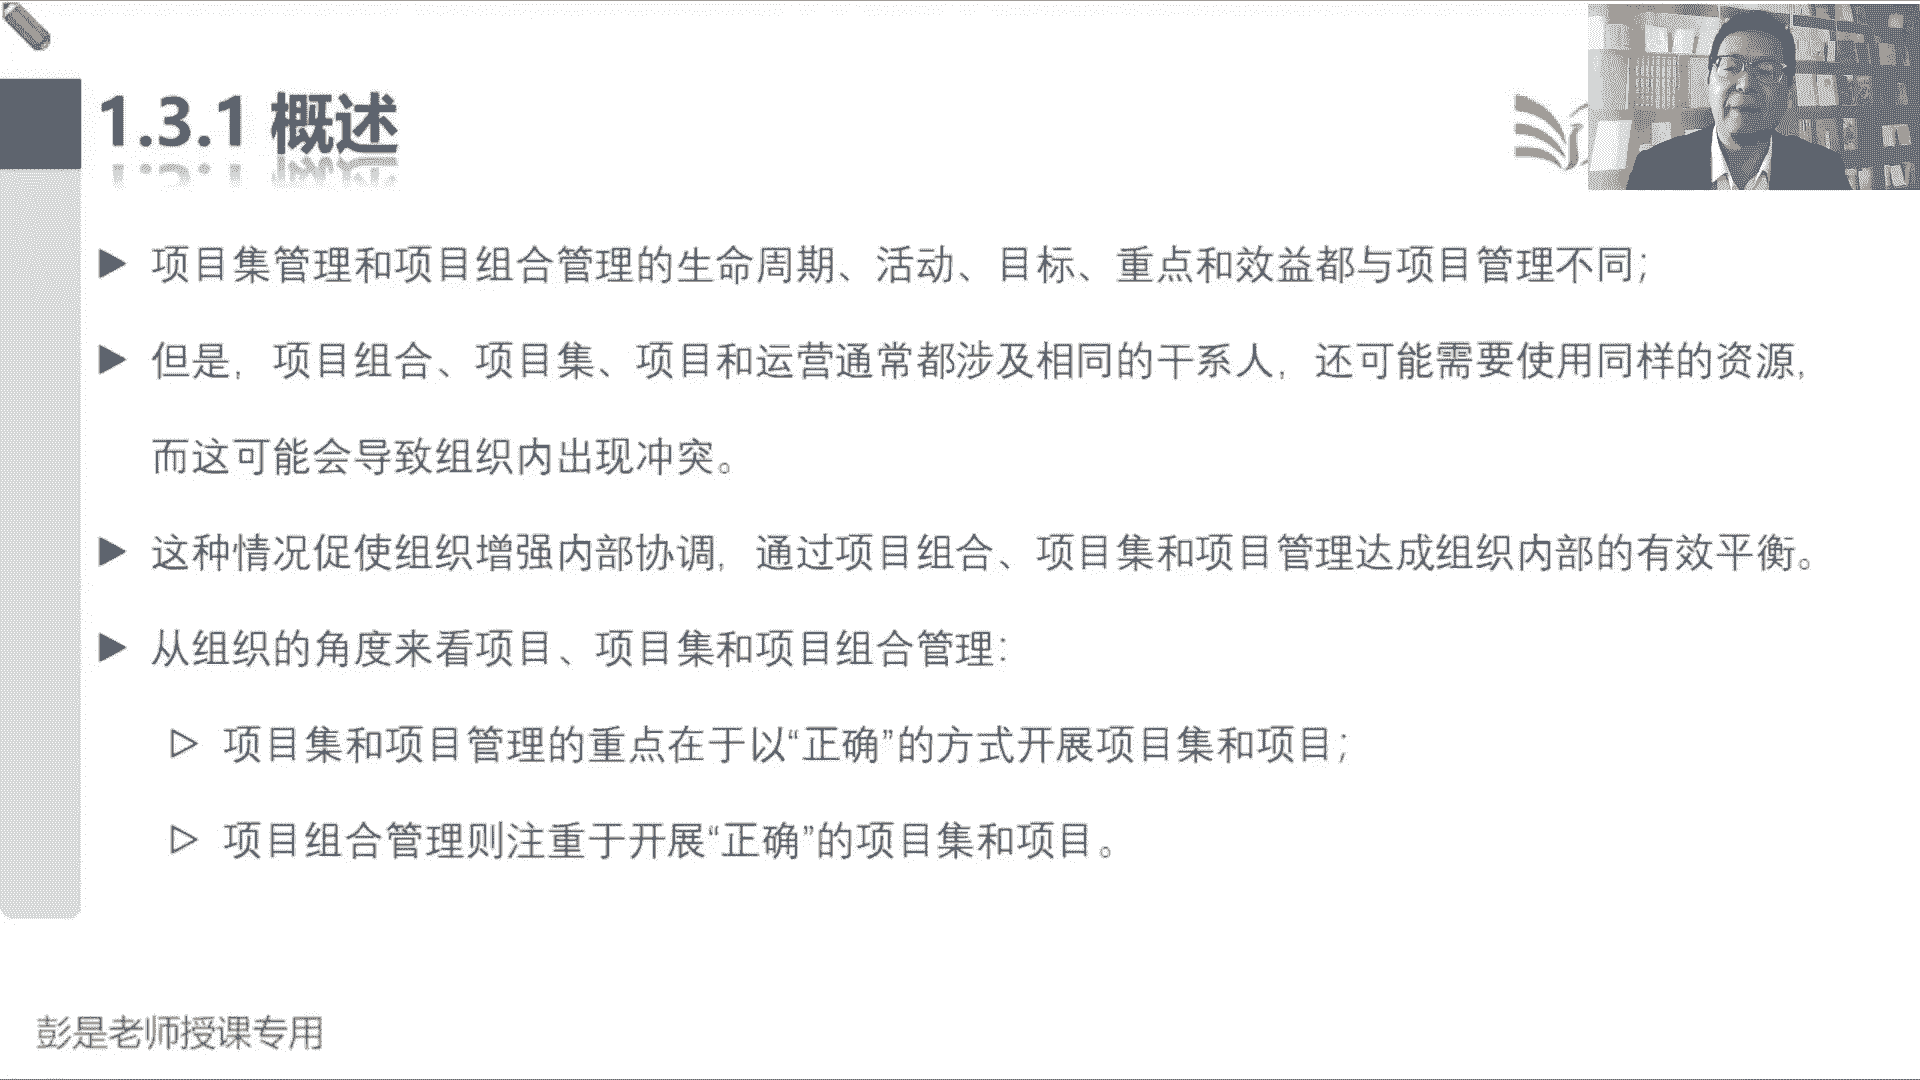 1.3.1 概述
▶ 项目集管理和项目组合管理的生命周期、活动、目标、重点和效益都与项目管理不同；
▶ 但是，项目组合、项目集、项目和运营通常都涉及相同的干系人，还可能需要使用同样的资源，
而这可能会导致组织内出现冲突。
▶ 这种情况促使组织增强内部协调，通过项目组合、项目集和项目管理达成组织内部的有效平衡。
▶ 从组织的角度来看项目、项目集和项目组合管理：
▷ 项目集和项目管理的重点在于以“正确”的方式开展项目集和项目；
▷ 项目组合管理则注重于开展“正确”的项目集和项目。
彭是老师授课专用